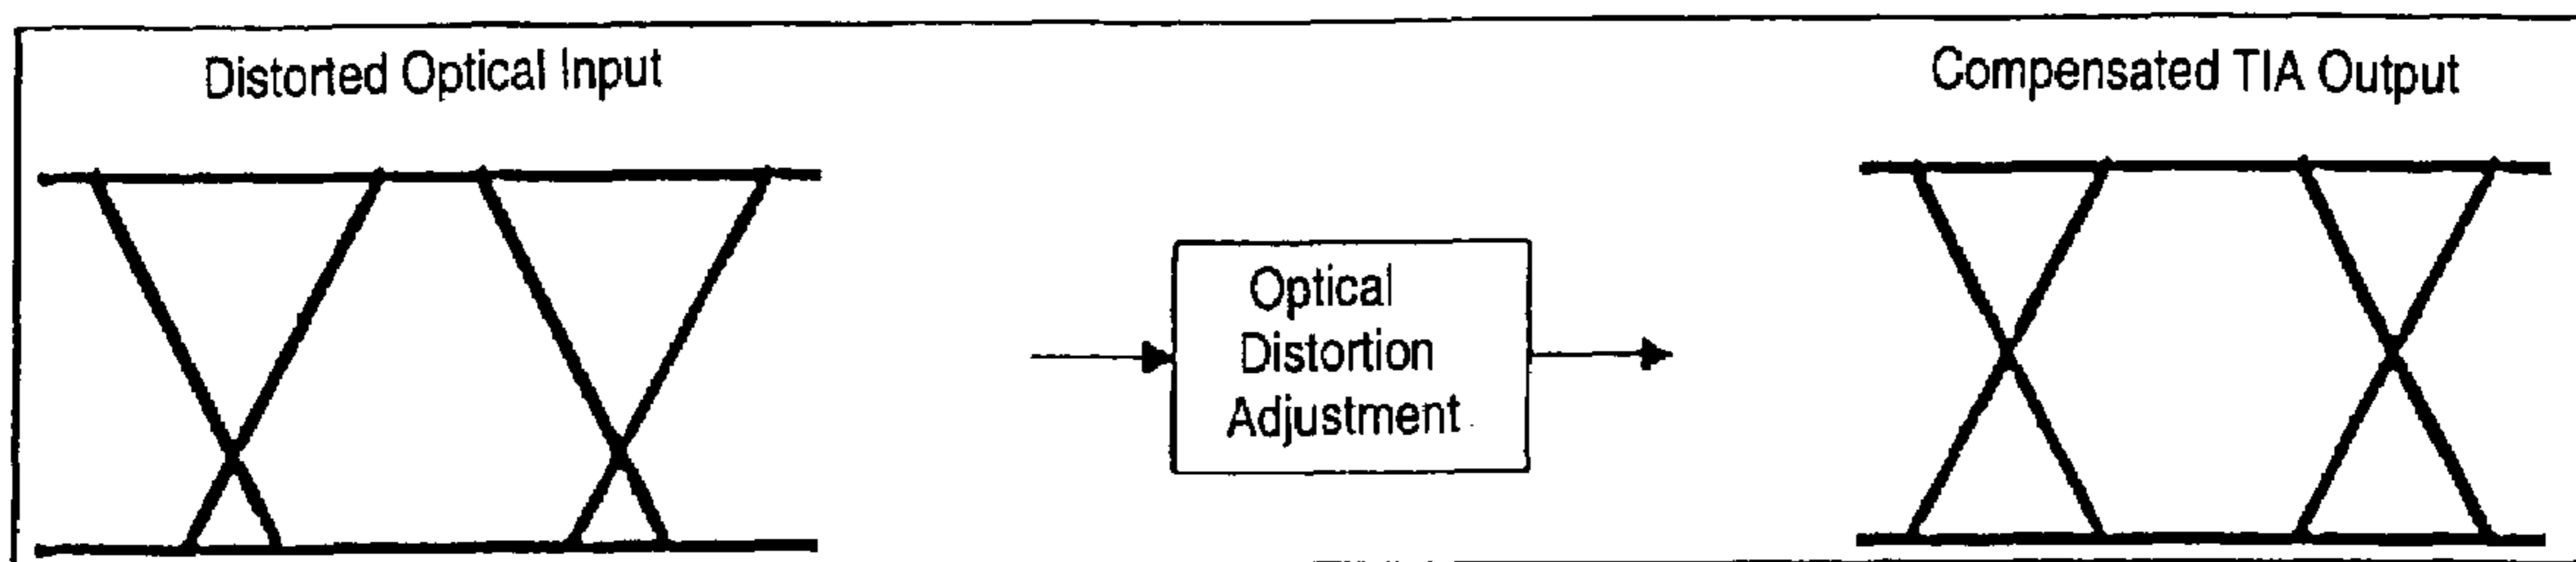 Distorted Optical Input
Compensated TIA Output
Optical
Distortion
Adjustment